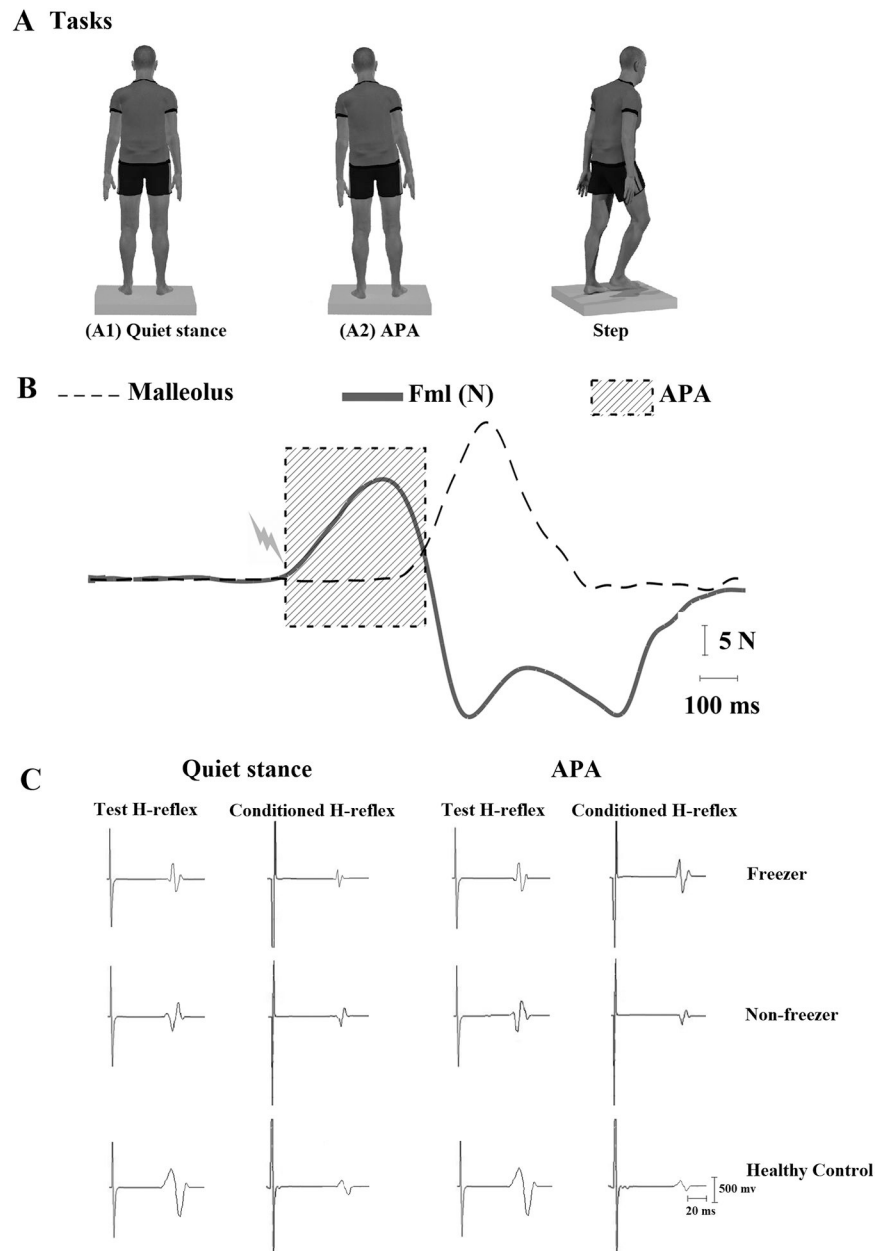 A Tasks
(A1) Quiet stance
(A2) APA
Step
B
Malleolus
Fml (N)
APA
5 N
100 ms
C
Quiet stance
APA
Test H-reflex
Conditioned H-reflex
Test H-reflex
Conditioned H-reflex
Freezer
Non-freezer
Healthy Control
500 mv
20 ms